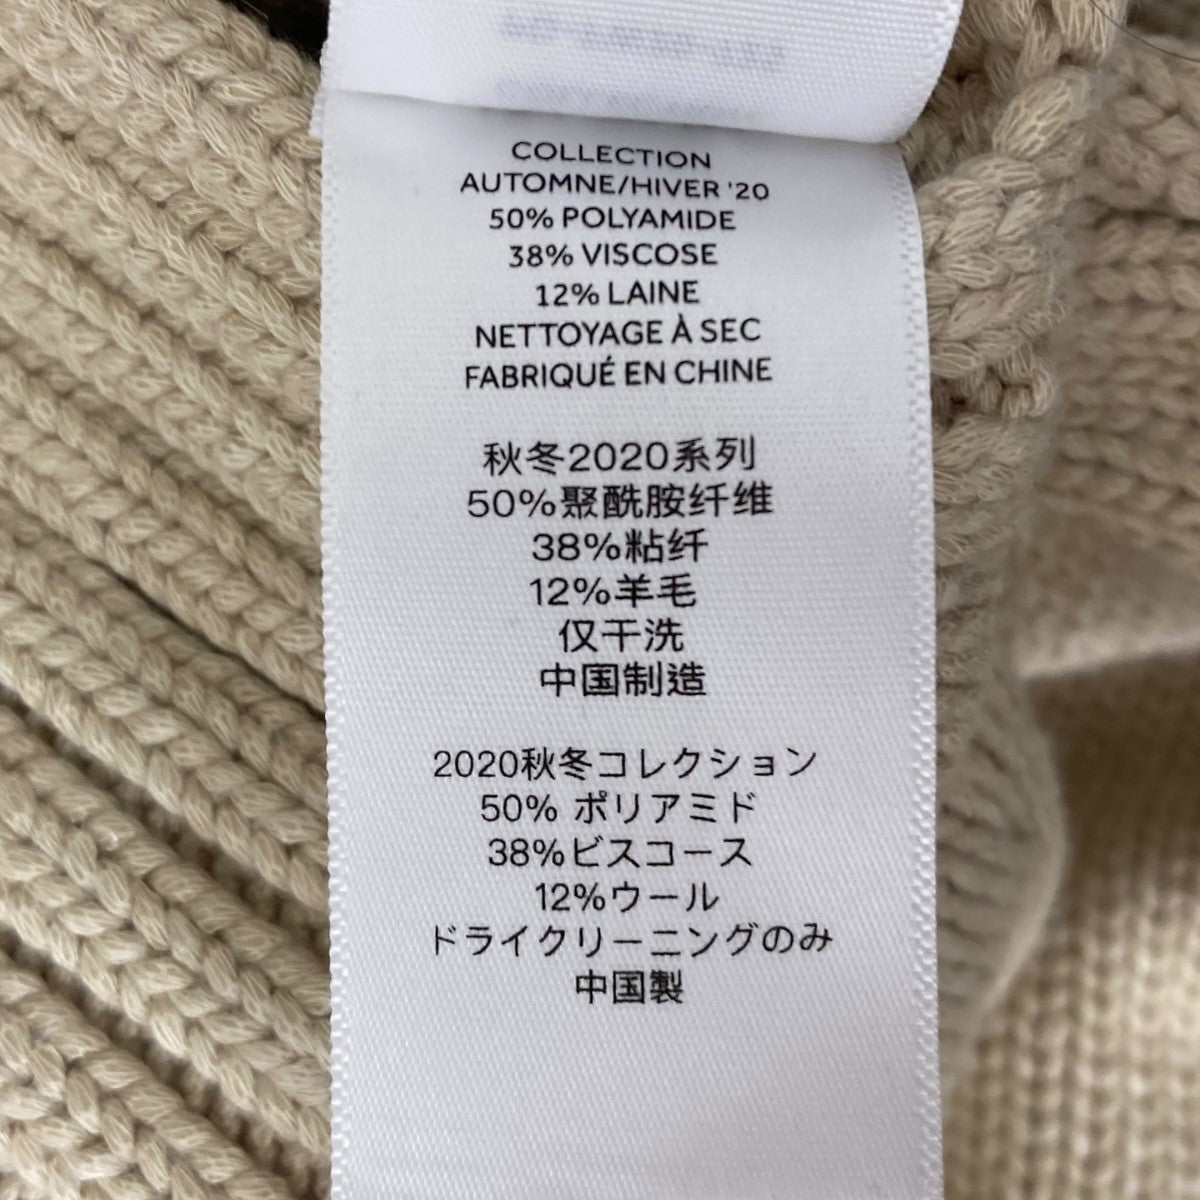 COLLECTION
AUTOMNE/HIVER '20
50% POLYAMIDE
38% VISCOSE
12% LAINE
NETTOYAGE À SEC
FABRIQUÉ EN CHINE
秋冬2020系列
50%聚酰胺纤维
38%粘纤
12%羊毛
仅干洗
中国制造
2020秋冬コレクション
50% ポリアミド
38%ビスコース
12%ウール
ドライクリーニングのみ
中国製